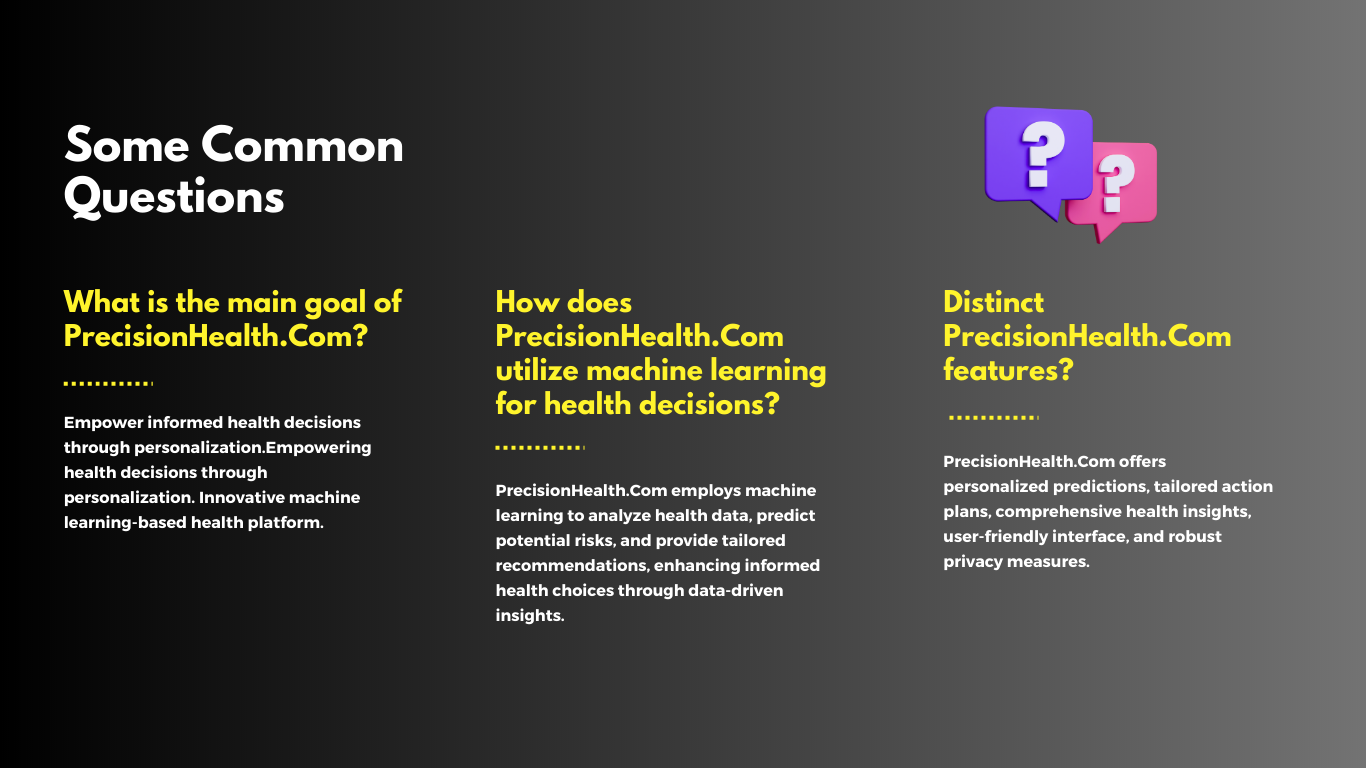 Some Common
Questions
?
?
What is the main goal of
PrecisionHealth.Com?
Empower informed health decisions
through personalization.Empowering
health decisions through
personalization. Innovative machine
learning-based health platform.
How does
PrecisionHealth.Com
utilize machine learning
for health decisions?
PrecisionHealth.Com employs machine
learning to analyze health data, predict
potential risks, and provide tailored
recommendations, enhancing informed
health choices through data-driven
insights.
Distinct
PrecisionHealth.Com
features?
PrecisionHealth.Com offers
personalized predictions, tailored action
plans, comprehensive health insights,
user-friendly interface, and robust
privacy measures.